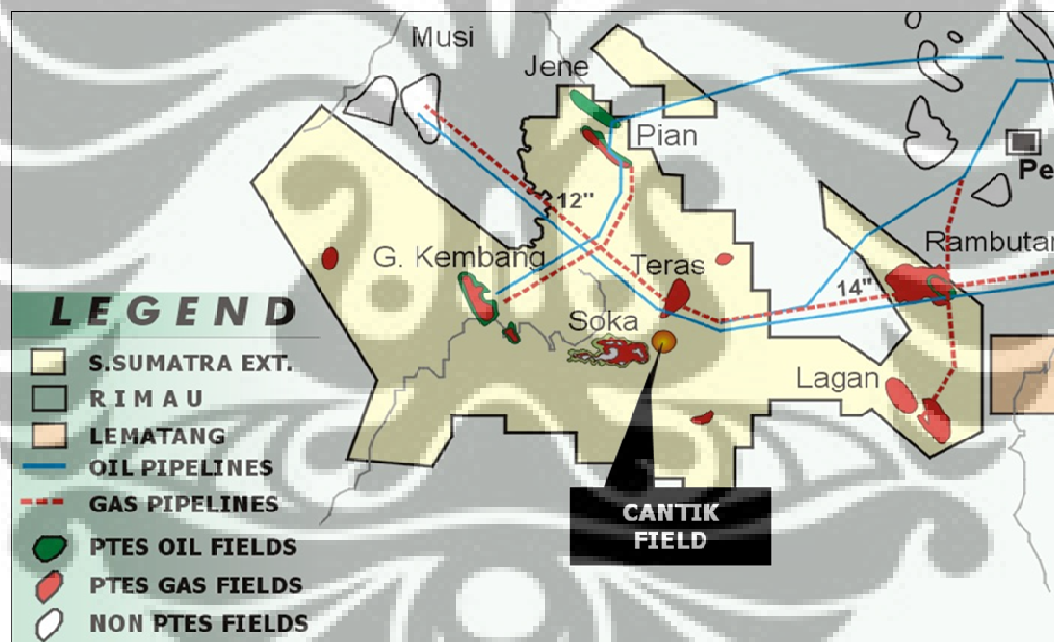 Musi
Jene
Pian
Pe
12"
Rambutan
G. Kembang
Teras
14"
Soka
Lagan
LEGEND
S.SUMATRA EXT.
RIMAU
LEMATANG
OIL PIPELINES
GAS PIPELINES
PTES OIL FIELDS
PTES GAS FIELDS
NON PTES FIELDS
CANTIK
FIELD